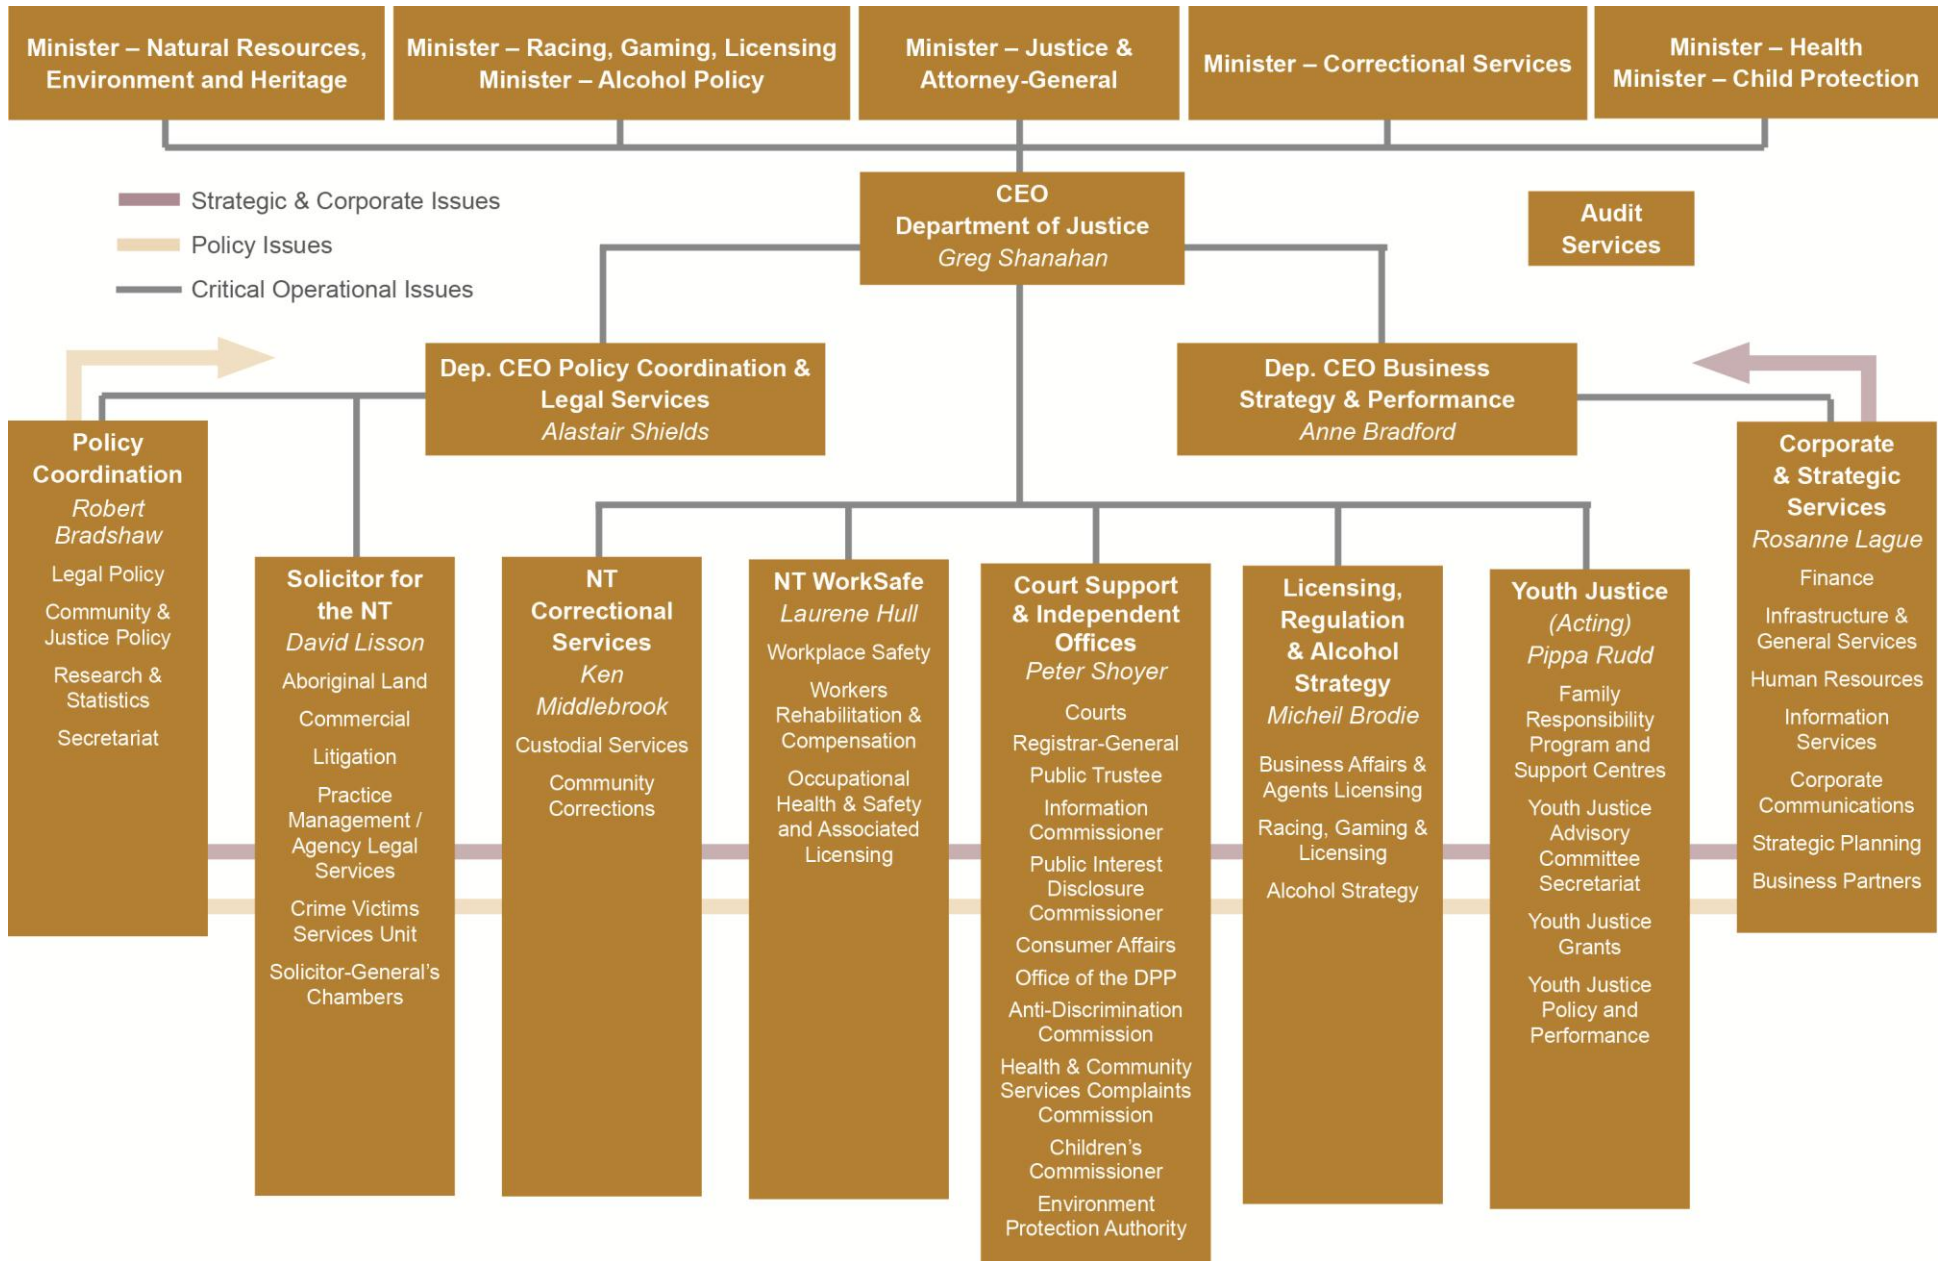 Minister – Natural Resources,
Environment and Heritage
Minister – Racing, Gaming, Licensing
Minister – Alcohol Policy
Minister – Justice &
Attorney-General
Minister – Correctional Services
Minister – Health
Minister – Child Protection
Strategic & Corporate Issues
Policy Issues
Critical Operational Issues
CEO
Department of Justice
Greg Shanahan
Audit
Services
Dep. CEO Policy Coordination &
Legal Services
Alastair Shields
Dep. CEO Business
Strategy & Performance
Anne Bradford
Policy
Coordination
Robert
Bradshaw
Legal Policy
Community &
Justice Policy
Research &
Statistics
Secretariat
Solicitor for
the NT
David Lisson
Aboriginal Land
Commercial
Litigation
Practice
Management /
Agency Legal
Services
Crime Victims
Services Unit
Solicitor-General’s
Chambers
NT
Correctional
Services
Ken
Middlebrook
Custodial Services
Community
Corrections
NT WorkSafe
Laurene Hull
Workplace Safety
Workers
Rehabilitation &
Compensation
Occupational
Health & Safety
and Associated
Licensing
Court Support
& Independent
Offices
Peter Shoyer
Courts
Registrar-General
Public Trustee
Information
Commissioner
Public Interest
Disclosure
Commissioner
Consumer Affairs
Office of the DPP
Anti-Discrimination
Commission
Health & Community
Services Complaints
Commission
Children’s
Commissioner
Environment
Protection Authority
Licensing,
Regulation
& Alcohol
Strategy
Micheil Brodie
Business Affairs &
Agents Licensing
Racing, Gaming &
Licensing
Alcohol Strategy
Youth Justice
(Acting)
Pippa Rudd
Family
Responsibility
Program and
Support Centres
Youth Justice
Advisory
Committee
Secretariat
Youth Justice
Grants
Youth Justice
Policy and
Performance
Corporate
& Strategic
Services
Rosanne Lague
Finance
Infrastructure &
General Services
Human Resources
Information
Services
Corporate
Communications
Strategic Planning
Business Partners